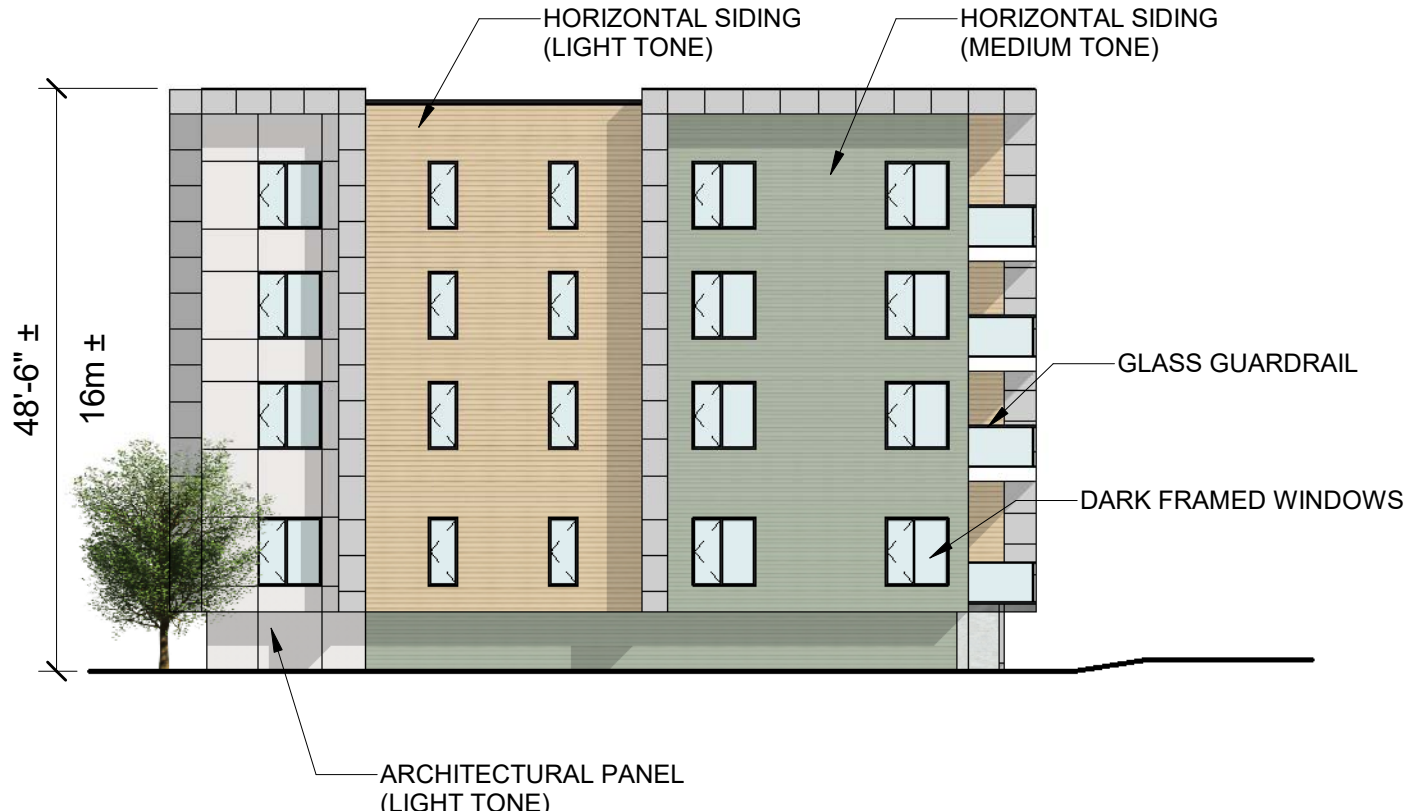 HORIZONTAL SIDING
(LIGHT TONE)
HORIZONTAL SIDING
(MEDIUM TONE)
48'-6" ±
16m ±
GLASS GUARDRAIL
DARK FRAMED WINDOWS
ARCHITECTURAL PANEL
(LIGHT TONE)